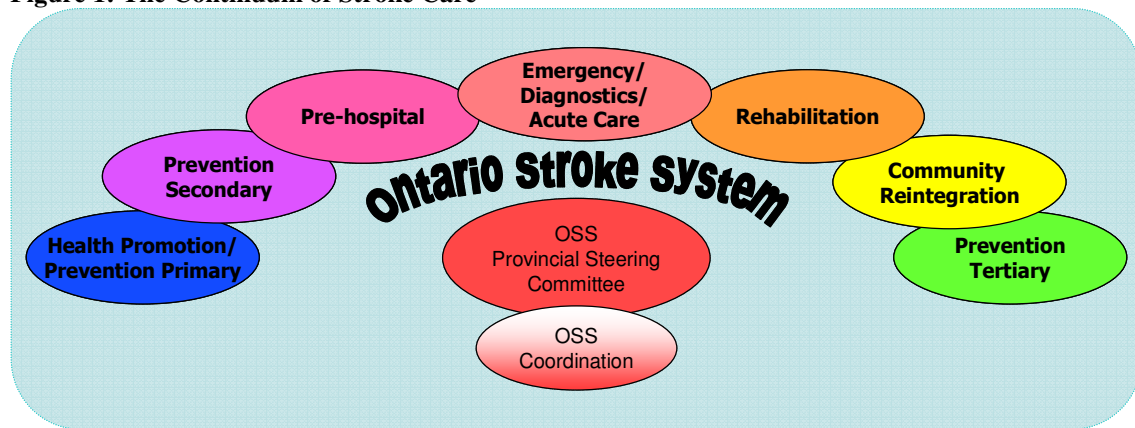 Figure 1: The Continuum of Stroke Care
Emergency/
Diagnostics/
Acute Care
Pre-hospital
Rehabilitation
Prevention
Secondary
Community
Reintegration
Health Promotion/
Prevention Primary
Prevention
Tertiary
ontario stroke system
OSS
Provincial Steering
Committee
OSS
Coordination